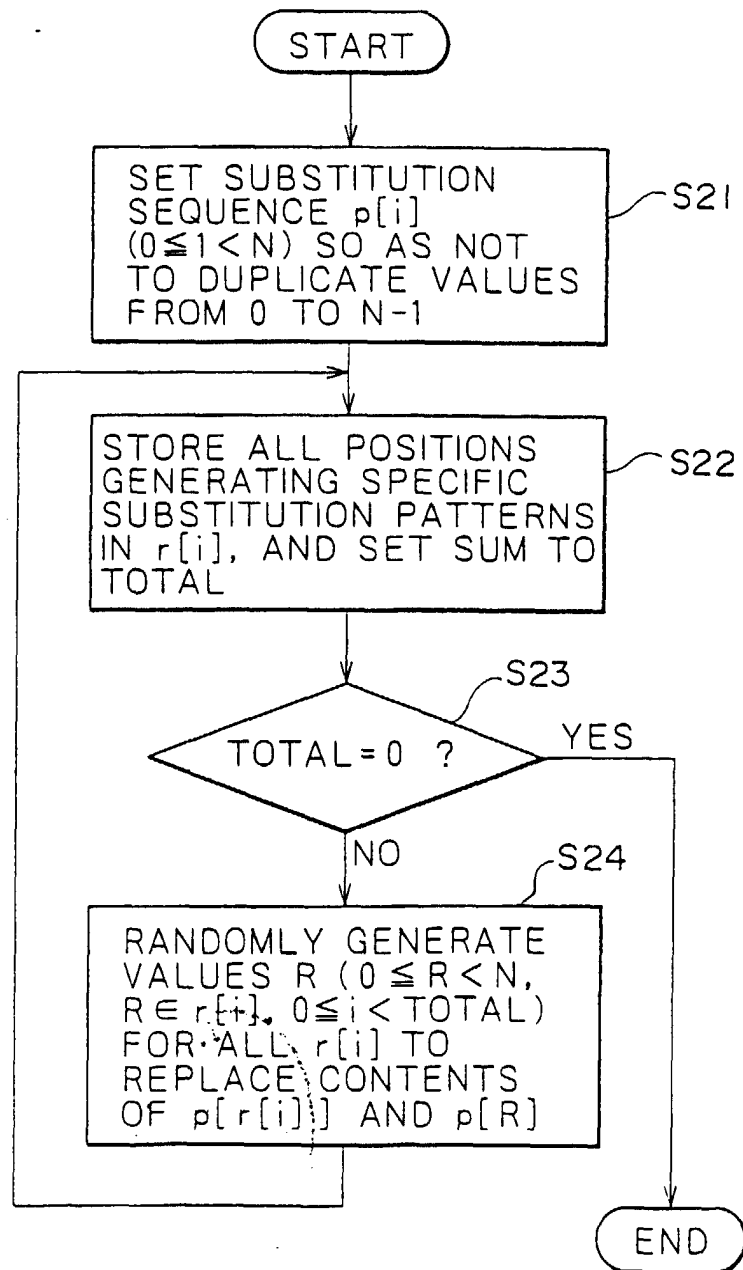 START
SET SUBSTITUTION
SEQUENCE p[i]
(0≦1<N) SO AS NOT
TO DUPLICATE VALUES
FROM 0 TO N-1
S21
STORE ALL POSITIONS
GENERATING SPECIFIC
SUBSTITUTION PATTERNS
IN r[i], AND SET SUM TO
TOTAL
S22
S23
TOTAL=0 ?
YES
NO
S24
RANDOMLY GENERATE
VALUES R (0≦R<N,
R∈r[i], 0≦i<TOTAL)
FOR ALL r[i] TO
REPLACE CONTENTS
OF p[r[i]] AND p[R]
END